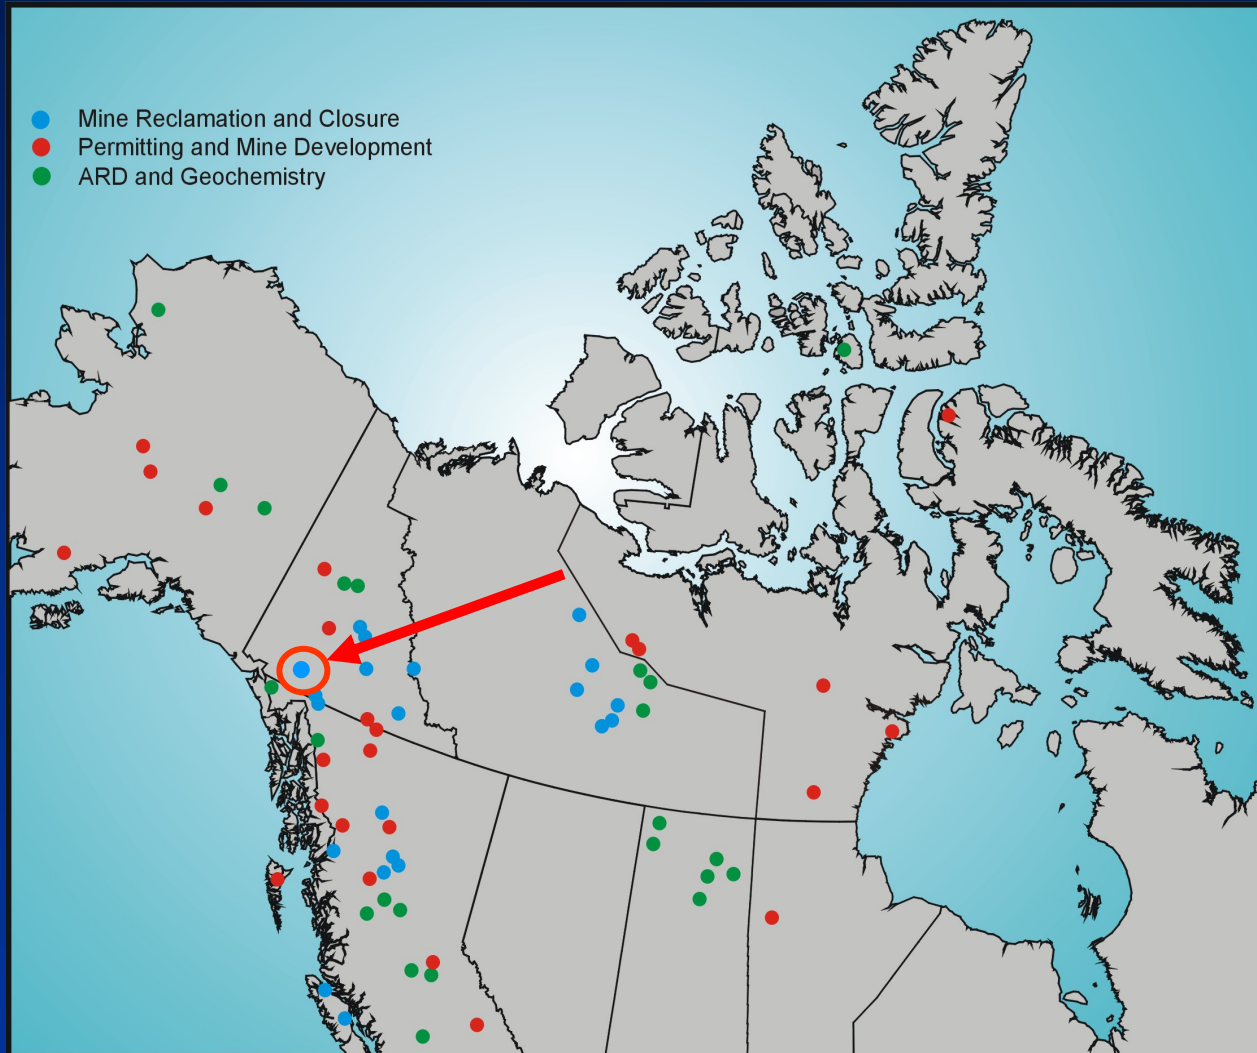 Mine Reclamation and Closure
Permitting and Mine Development
ARD and Geochemistry